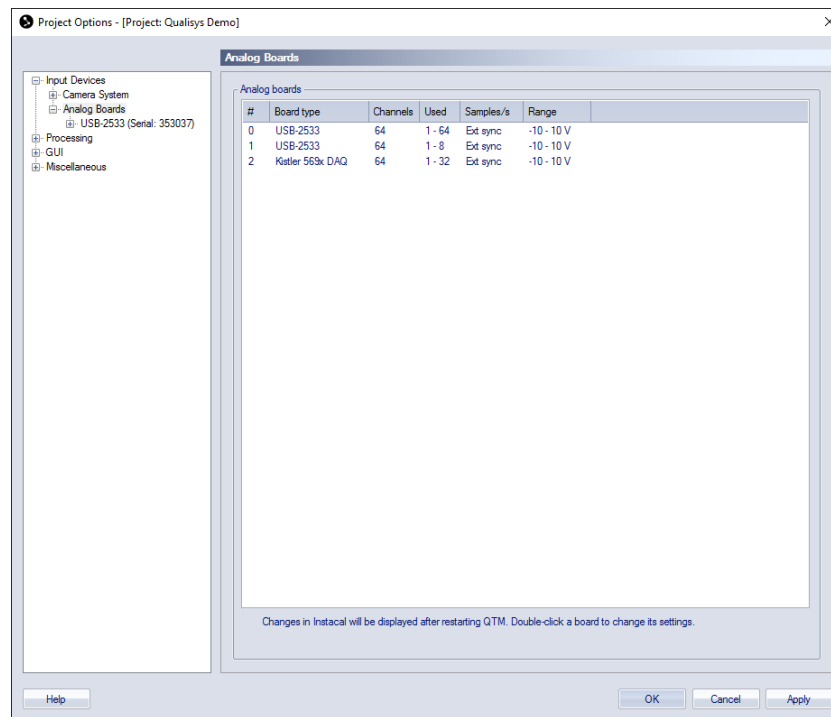 Project Options - [Project: Qualisys Demo]
Analog Boards
Input Devices
Camera System
Analog Boards
USB-2533 (Serial: 353037)
Processing
GUI
Miscellaneous
Analog boards
# Board type Channels Used Samples/s Range
0 USB-2533 64 1 - 64 Ext sync -10 - 10 V
1 USB-2533 64 1 - 8 Ext sync -10 - 10 V
2 Kistler 569x DAQ 64 1 - 32 Ext sync -10 - 10 V
Changes in Instacal will be displayed after restarting QTM. Double-click a board to change its settings.
Help OK Cancel Apply